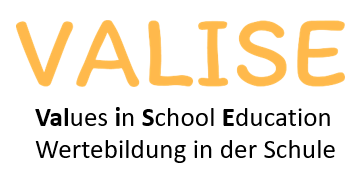 VALISE
Values in School Education
Wertebildung in der Schule